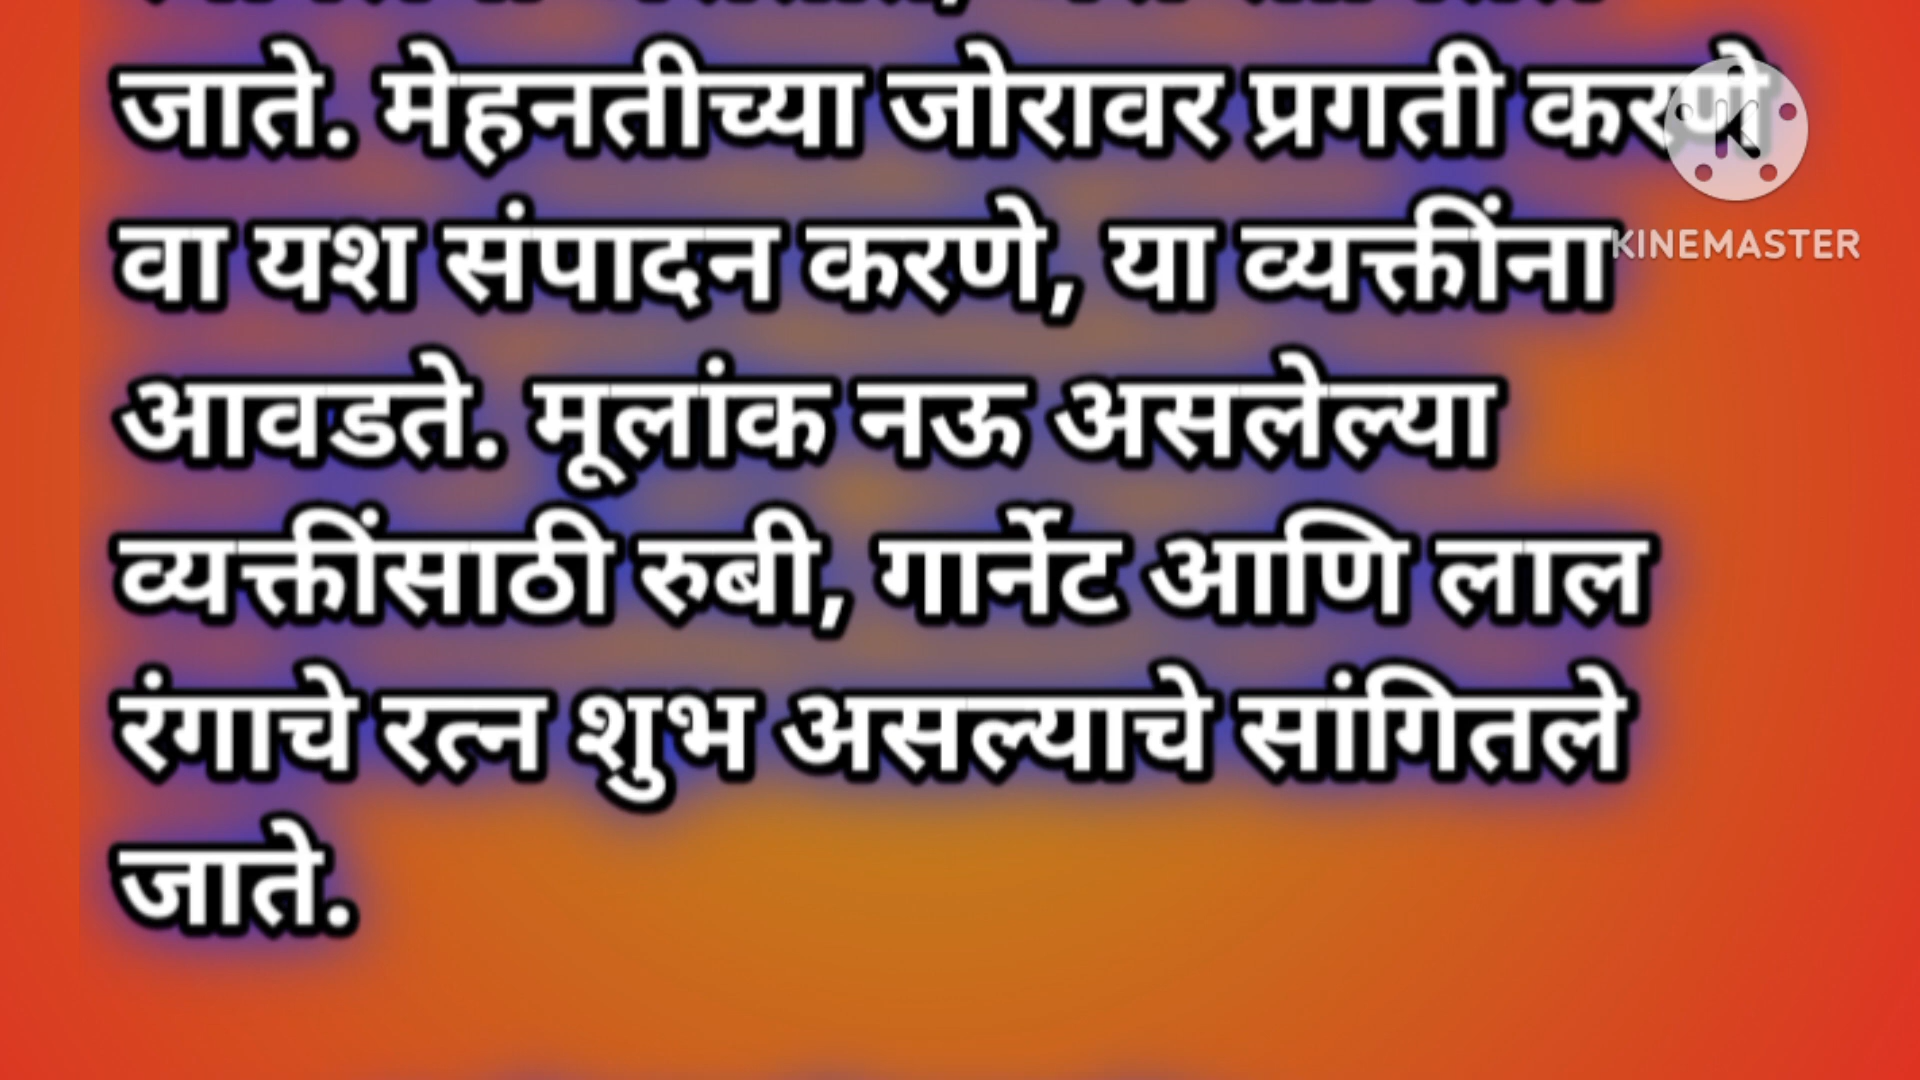 जाते. मेहनतीच्या जोरावर प्रगती करणे
वा यश संपादन करणे, या व्यक्तींना
KINEMASTER
आवडते. मूलांक नऊ असलेल्या
व्यक्तींसाठी रुबी, गार्नेट आणि लाल
रंगाचे रत्न शुभ असल्याचे सांगितले
जाते.